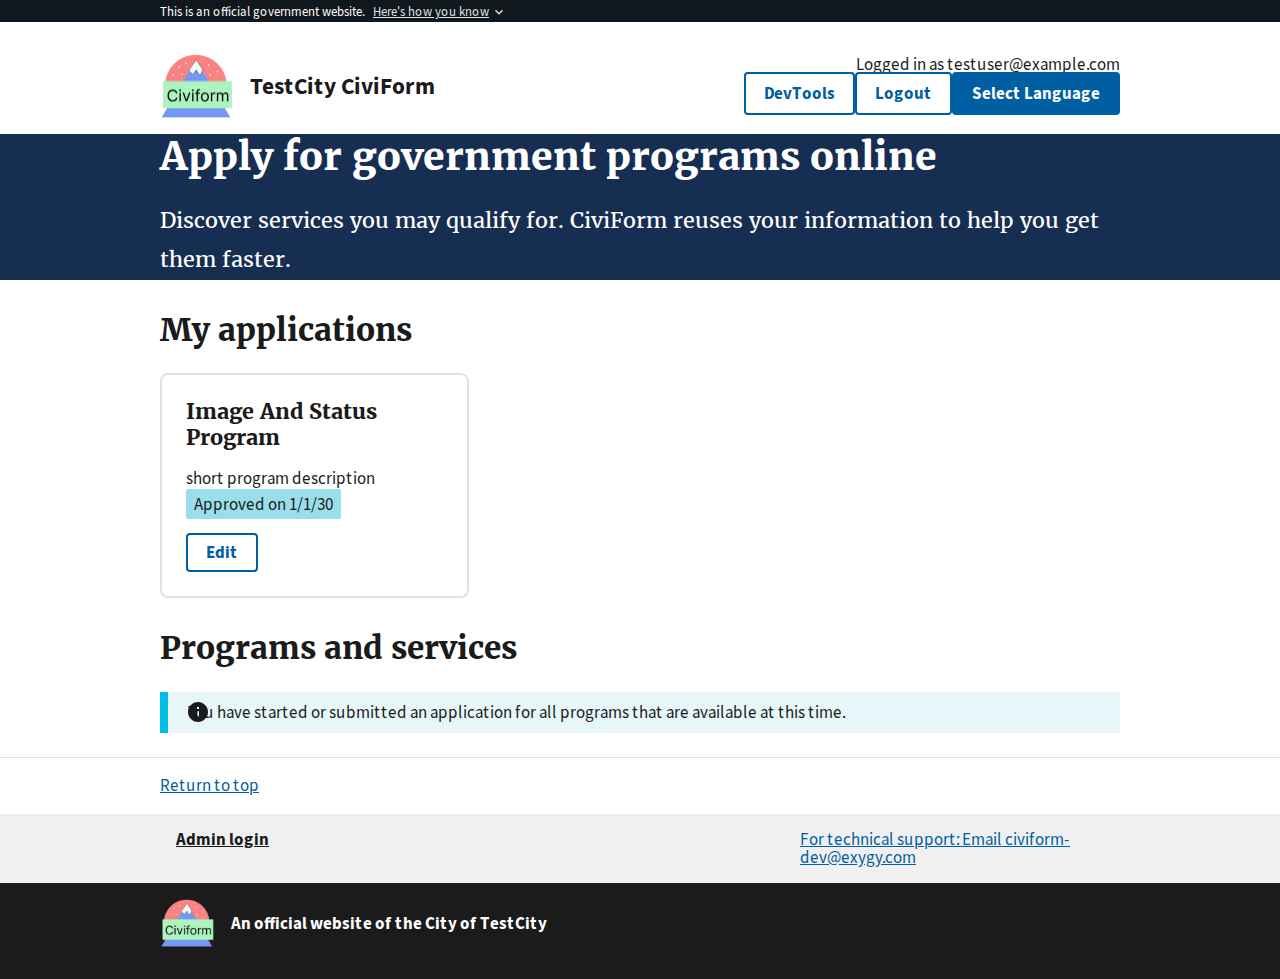 This is an official government website. Here's how you know
Civiform
TestCity CiviForm
Logged in as testuser@example.com
DevTools
Logout
Select Language
Apply for government programs online
Discover services you may qualify for. CiviForm reuses your information to help you get
them faster.
My applications
Image And Status
Program
short program description
Approved on 1/1/30
Edit
Programs and services
have started or submitted an application for all programs that are available at this time.
Return to top
Admin login
For technical support: Email civiform-
dev@exygy.com
Civiform
An official website of the City of TestCity